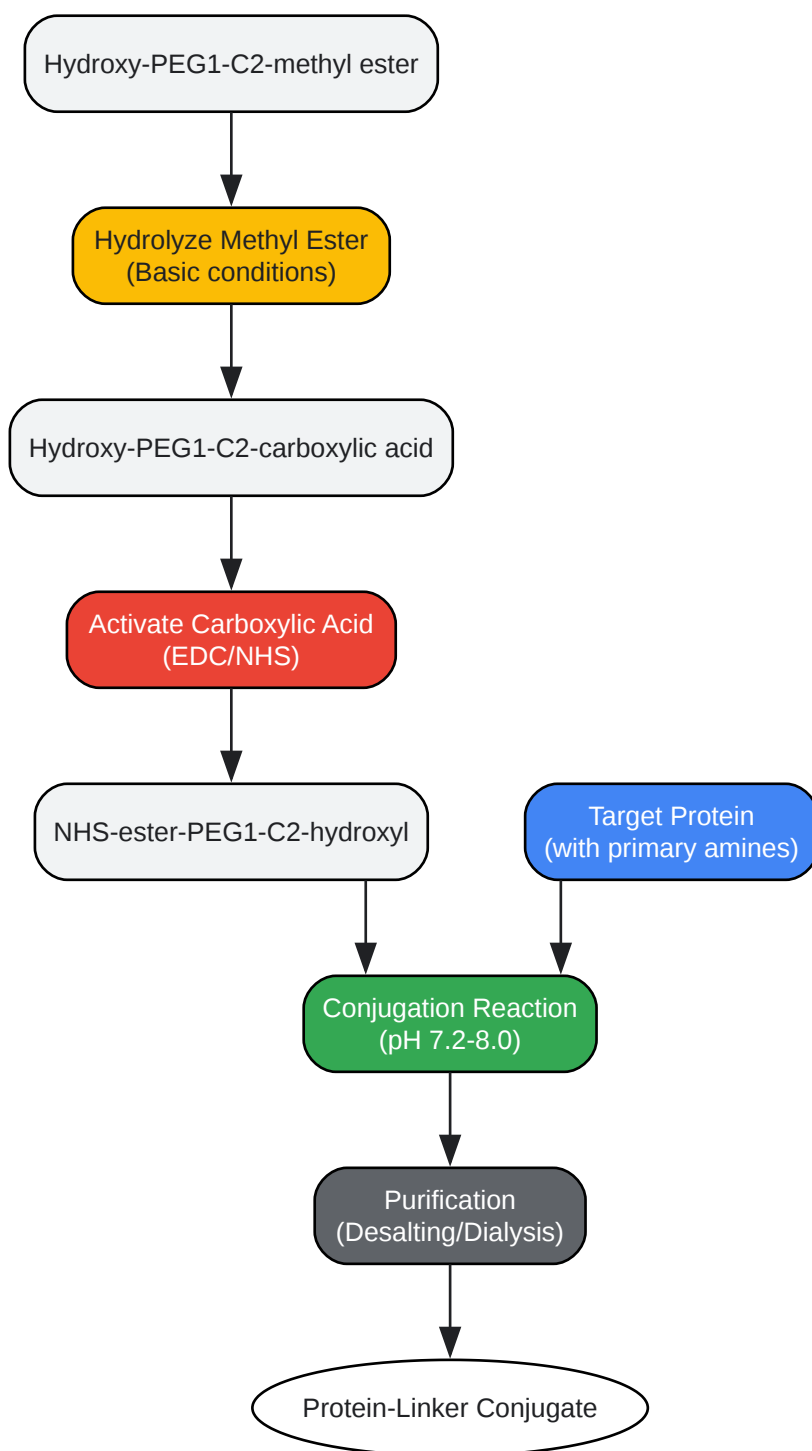 Hydroxy-PEG1-C2-methyl ester
Hydrolyze Methyl Ester
(Basic conditions)
Hydroxy-PEG1-C2-carboxylic acid
Activate Carboxylic Acid
(EDC/NHS)
NHS-ester-PEG1-C2-hydroxyl
Target Protein
(with primary amines)
Conjugation Reaction
(pH 7.2-8.0)
Purification
(Desalting/Dialysis)
Protein-Linker Conjugate